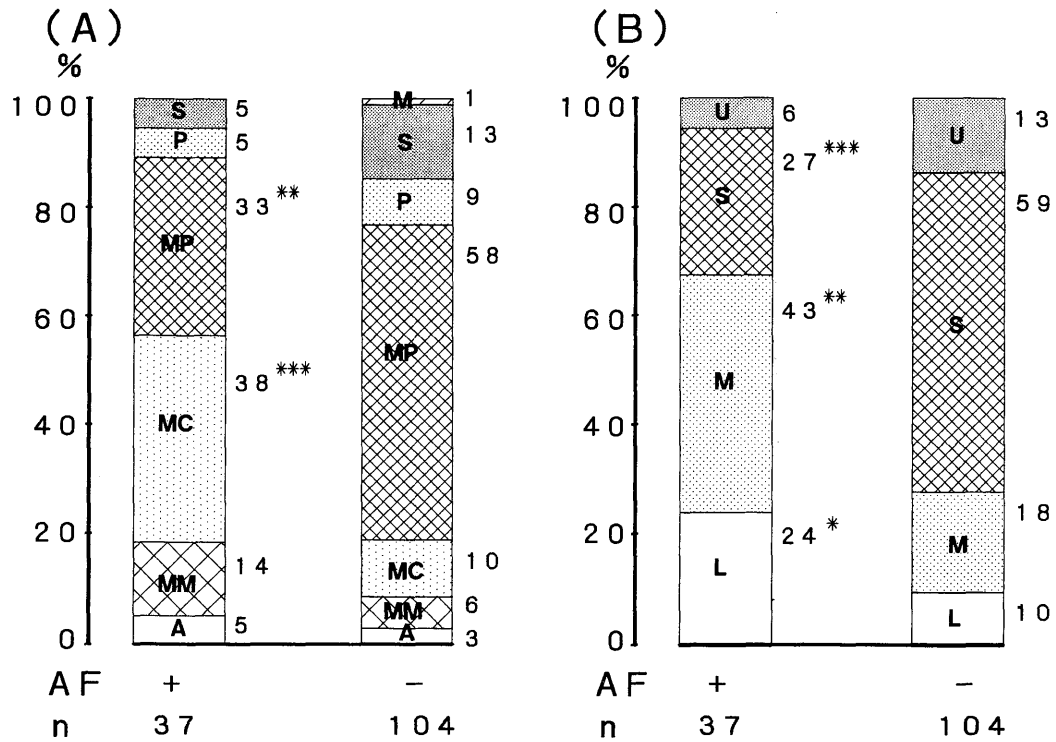 (A) (B)
% %
100 S 5 M 1 100 U 6 U 13
P 5 S 13 27***
80 33** P 9 80 S 59
MP 58
60 60 43**
MP S
38*** M
40 MC 40
20 20 18
14 MC 10 24* M
MM MM 6 L L 10
0 A 5 A 3 0
AF + − AF + −
n 37 104 n 37 104